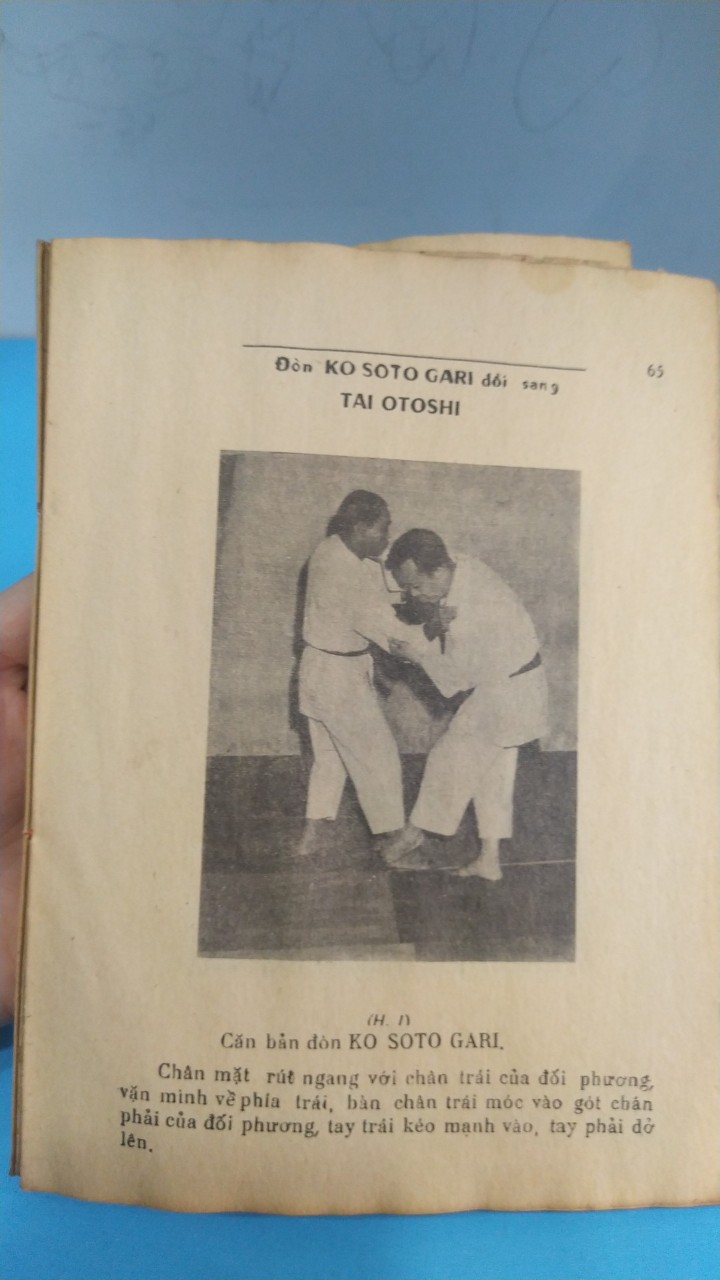 Đòn KO SOTO GARI đổi sang
65
TAI OTOSHI
(H. 1)
Căn bản đòn KO SOTO GARI.
Chân mặt rút ngang với chân trái của đối phương,
vặn mình về phía trái, bàn chân trái móc vào gót chân
phải của đối phương, tay trái kéo mạnh vào, tay phải dở
lên.